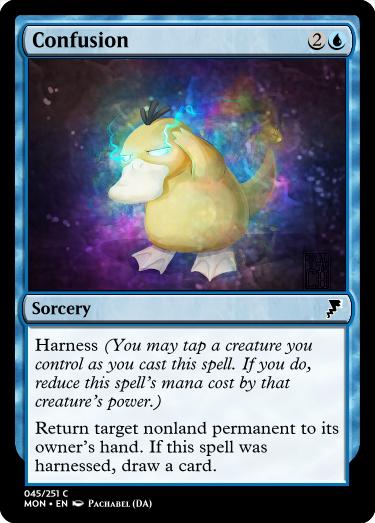 Confusion 2
Sorcery
Harness (You may tap a creature you
control as you cast this spell. If you do,
reduce this spell's mana cost by that
creature's power.)
Return target nonland permanent to its
owner's hand. If this spell was
harnessed, draw a card.
045/251 C
MON • EN Pachabel (DA)